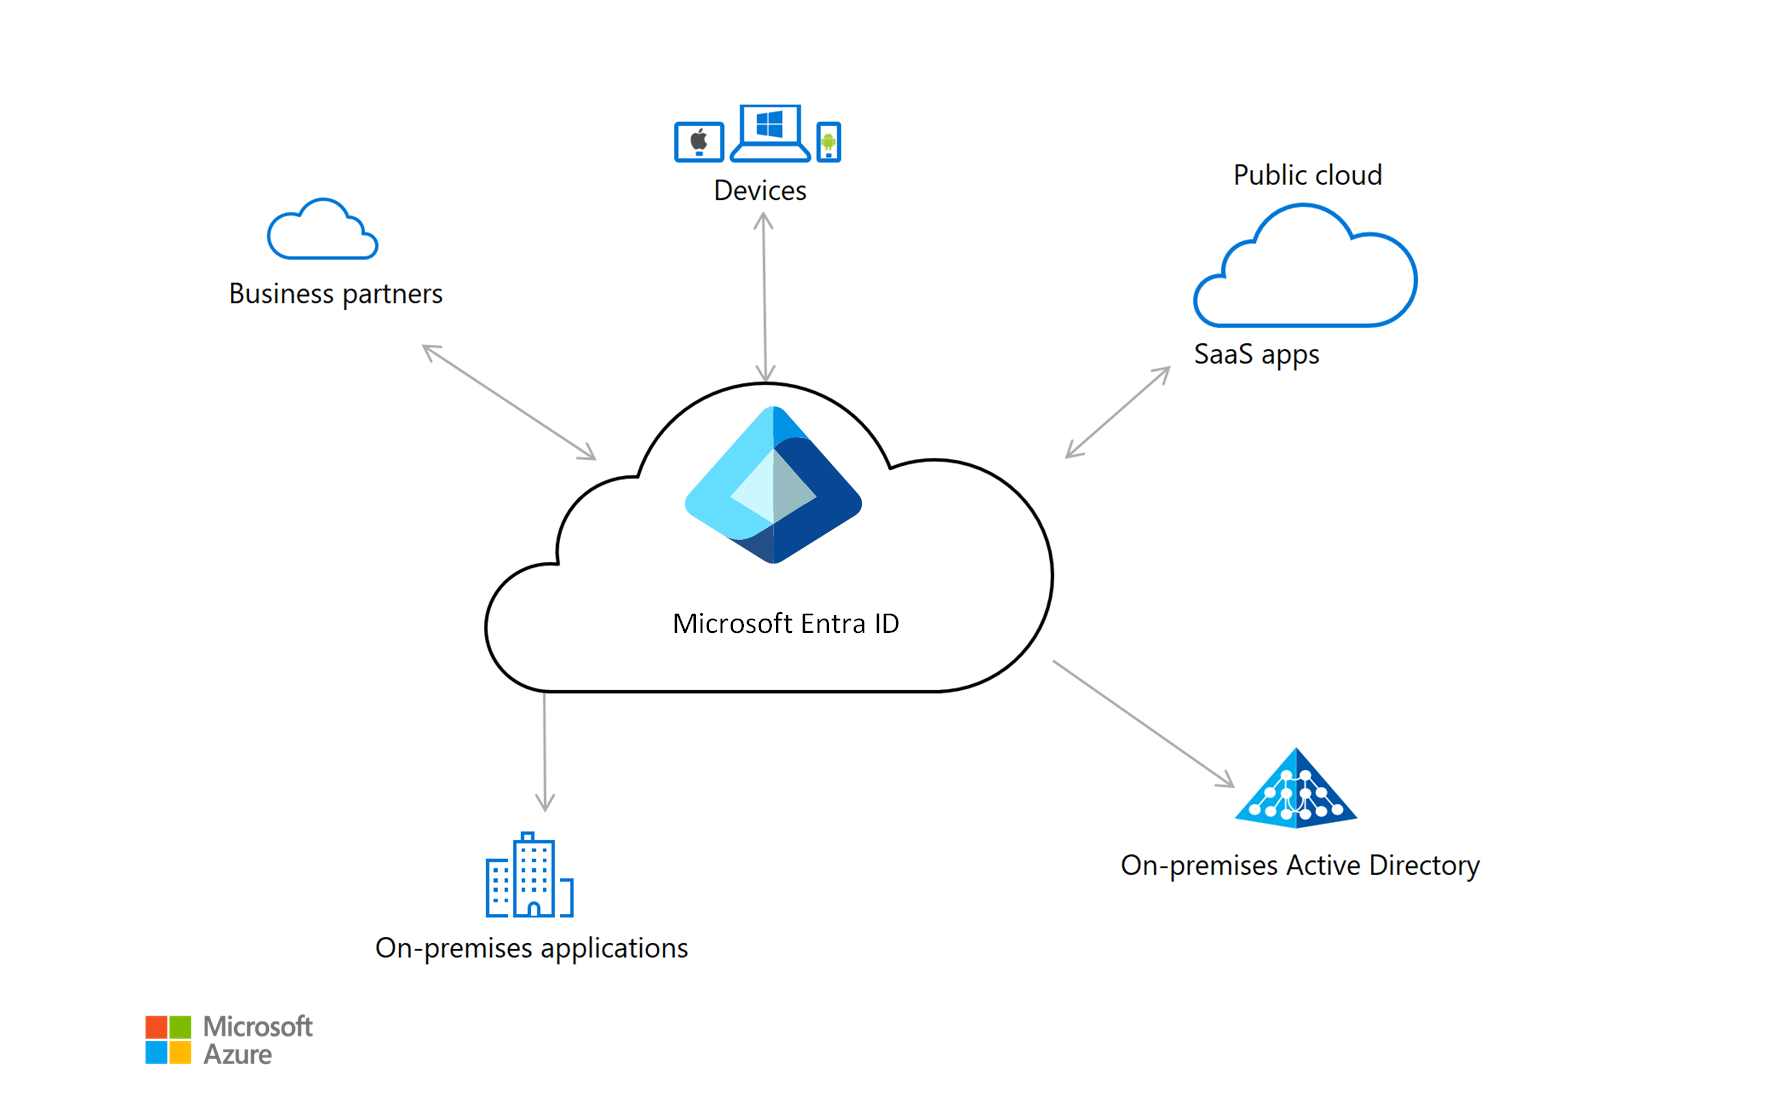 Devices
Public cloud
Business partners
SaaS apps
Microsoft Entra ID
On-premises Active Directory
On-premises applications
Microsoft
Azure